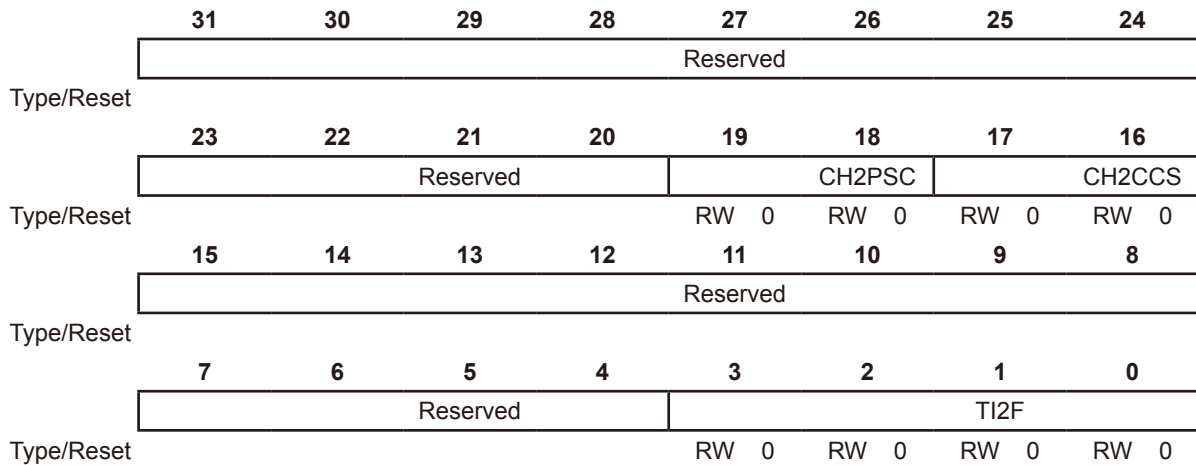 31 30 29 28 27 26 25 24
Reserved
Type/Reset
23 22 21 20 19 18 17 16
Reserved CH2PSC CH2CCS
Type/Reset RW 0 RW 0 RW 0 RW 0
15 14 13 12 11 10 9 8
Reserved
Type/Reset
7 6 5 4 3 2 1 0
Reserved TI2F
Type/Reset RW 0 RW 0 RW 0 RW 0